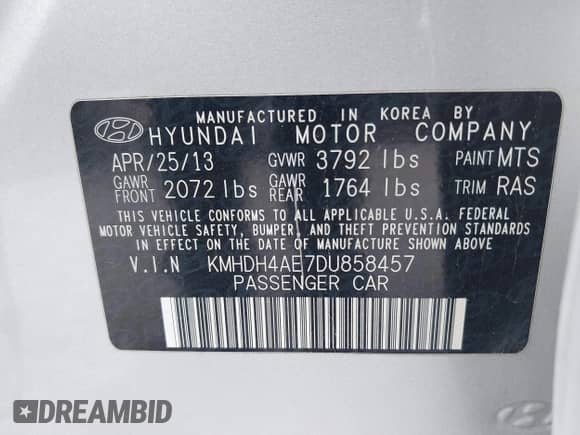 MANUFACTURED IN KOREA BY
HYUNDAI MOTOR COMPANY
APR/25/13 GVWR 3792 lbs PAINT MTS
GAWR FRONT 2072 lbs GAWR REAR 1764 lbs TRIM RAS
THIS VEHICLE CONFORMS TO ALL APPLICABLE U.S.A. FEDERAL
MOTOR VEHICLE SAFETY, BUMPER, AND THEFT PREVENTION STANDARDS
IN EFFECT ON THE DATE OF MANUFACTURE SHOWN ABOVE.
V.I.N KMHDH4AE7DU858457
PASSENGER CAR
DREAMBID